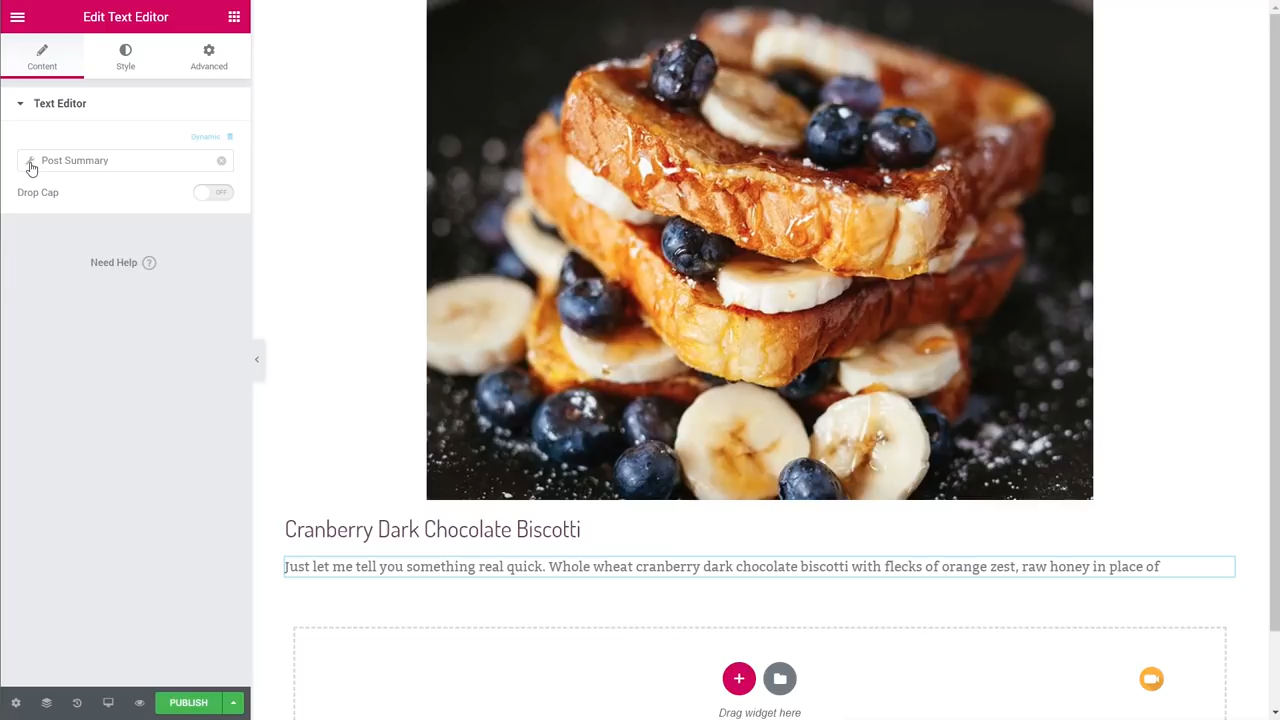 Edit Text Editor
Content
Style
Advanced
Text Editor
Dynamic
Post Summary
Drop Cap
OFF
Need Help ?
Cranberry Dark Chocolate Biscotti
Just let me tell you something real quick. Whole wheat cranberry dark chocolate biscotti with flecks of orange zest, raw honey in place of
Drag widget here
PUBLISH